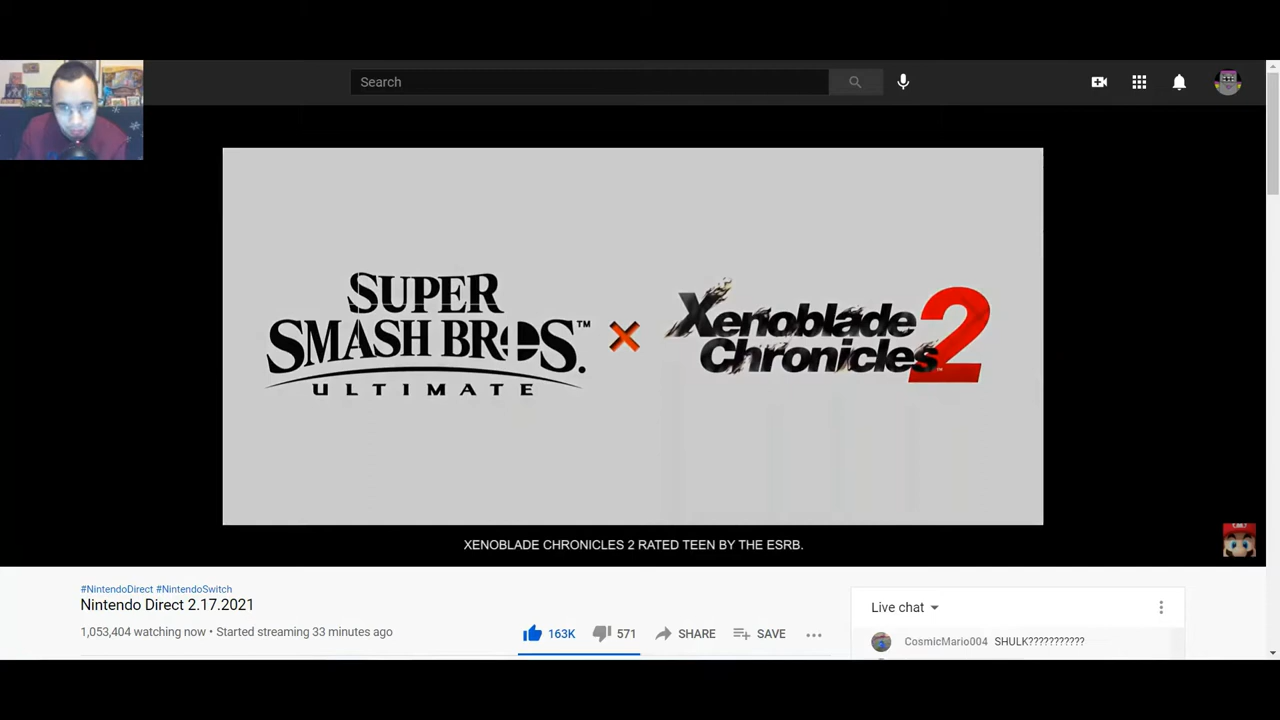 Search
SUPER
SMASH BROS.™
ULTIMATE
X
Xenoblade
Chronicles 2
XENOBLADE CHRONICLES 2 RATED TEEN BY THE ESRB.
#NintendoDirect #NintendoSwitch
Nintendo Direct 2.17.2021
1,053,404 watching now • Started streaming 33 minutes ago
163K
571
SHARE
SAVE
Live chat
CosmicMario004 SHULK???????????